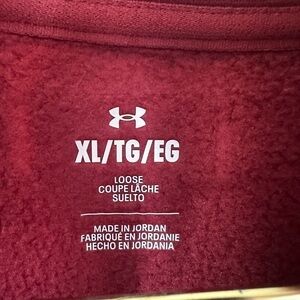 XL/TG/EG
LOOSE
COUPE LÂCHE
SUELTO
MADE IN JORDAN
FABRIQUÉ EN JORDANIE
HECHO EN JORDANIA